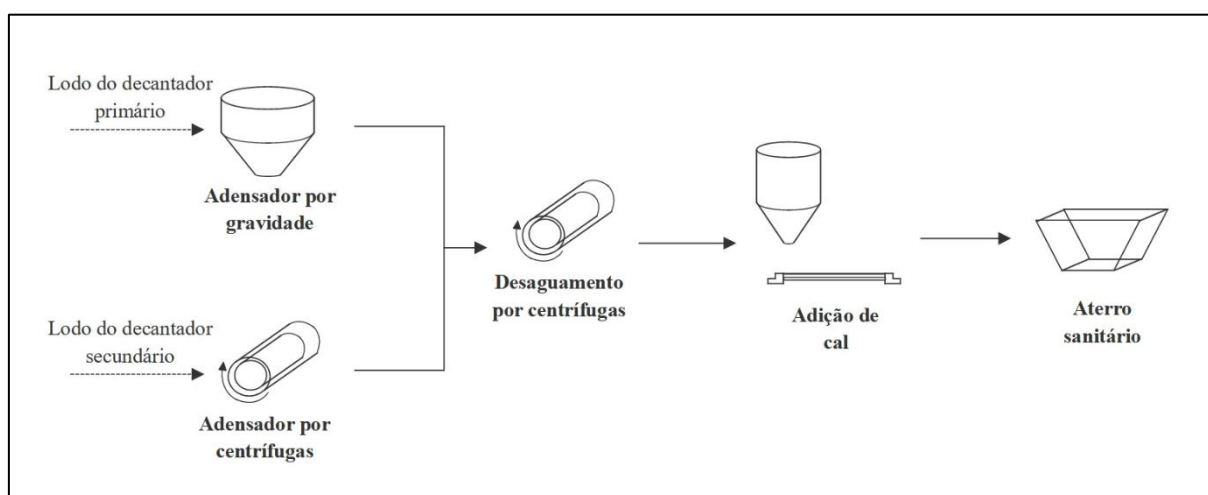 Lodo do decantador
primário
Adensador por
gravidade
Lodo do decantador
secundário
Adensador por
centrífugas
Desaguamento
por centrífugas
Adição de
cal
Aterro
sanitário